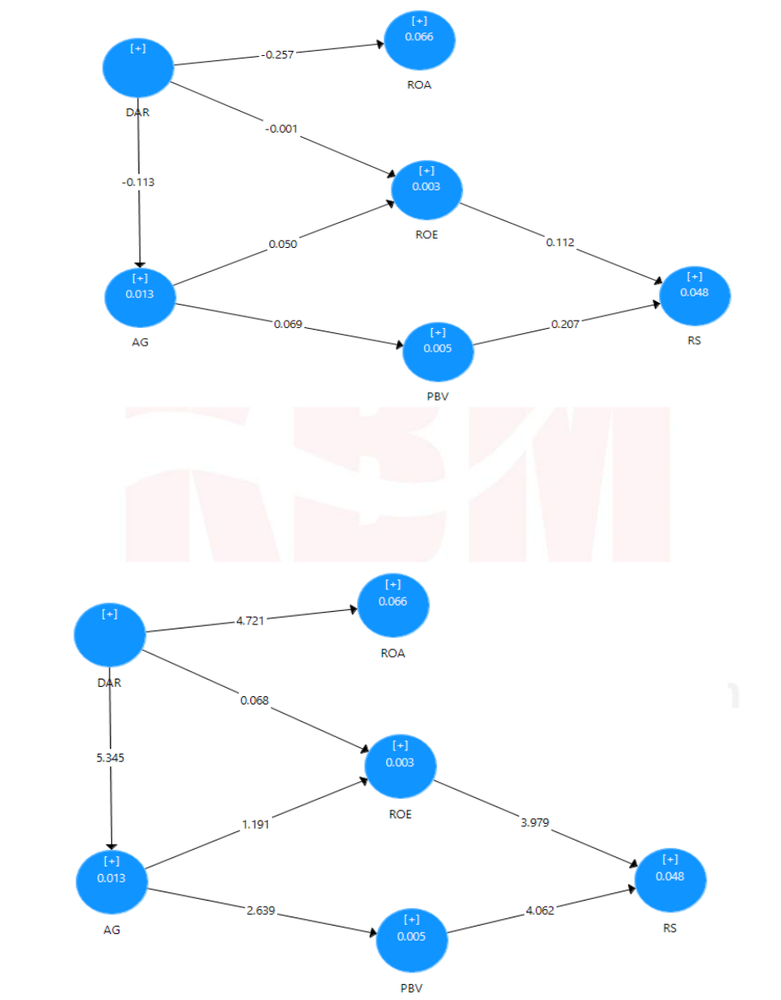 [+]
0.066
ROA
[+]
DAR
-0.257
-0.001
-0.113
[+]
0.003
ROE
0.050
0.112
[+]
0.013
AG
0.069
[+]
0.005
PBV
0.207
[+]
0.048
RS
KBM
[+]
0.066
ROA
[+]
DAR
4.721
0.068
5.345
[+]
0.003
ROE
1.191
3.979
[+]
0.013
AG
2.639
[+]
0.005
PBV
4.062
[+]
0.048
RS